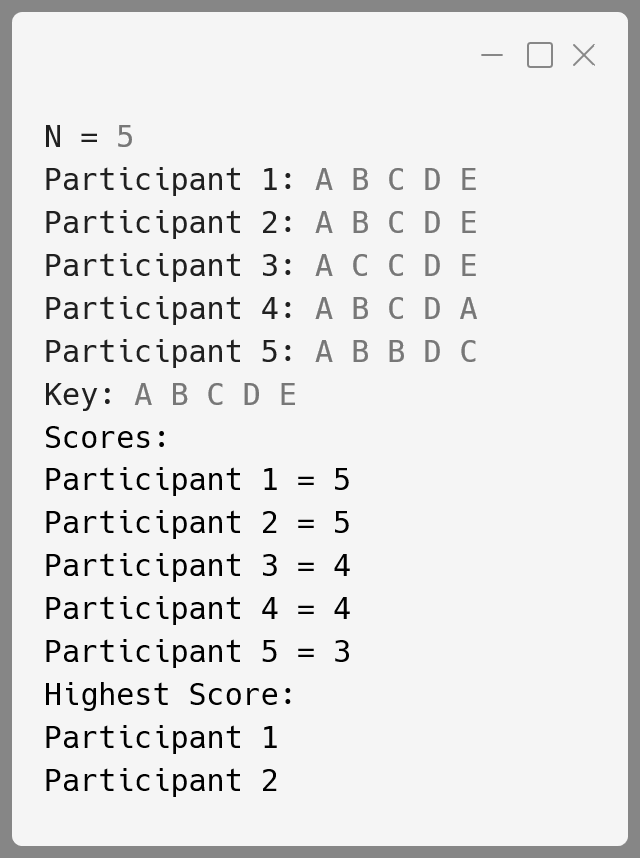 N = 5
Participant 1: A B C D E
Participant 2: A B C D E
Participant 3: A C C D E
Participant 4: A B C D A
Participant 5: A B B D C
Key: A B C D E
Scores:
Participant 1 = 5
Participant 2 = 5
Participant 3 = 4
Participant 4 = 4
Participant 5 = 3
Highest Score:
Participant 1
Participant 2